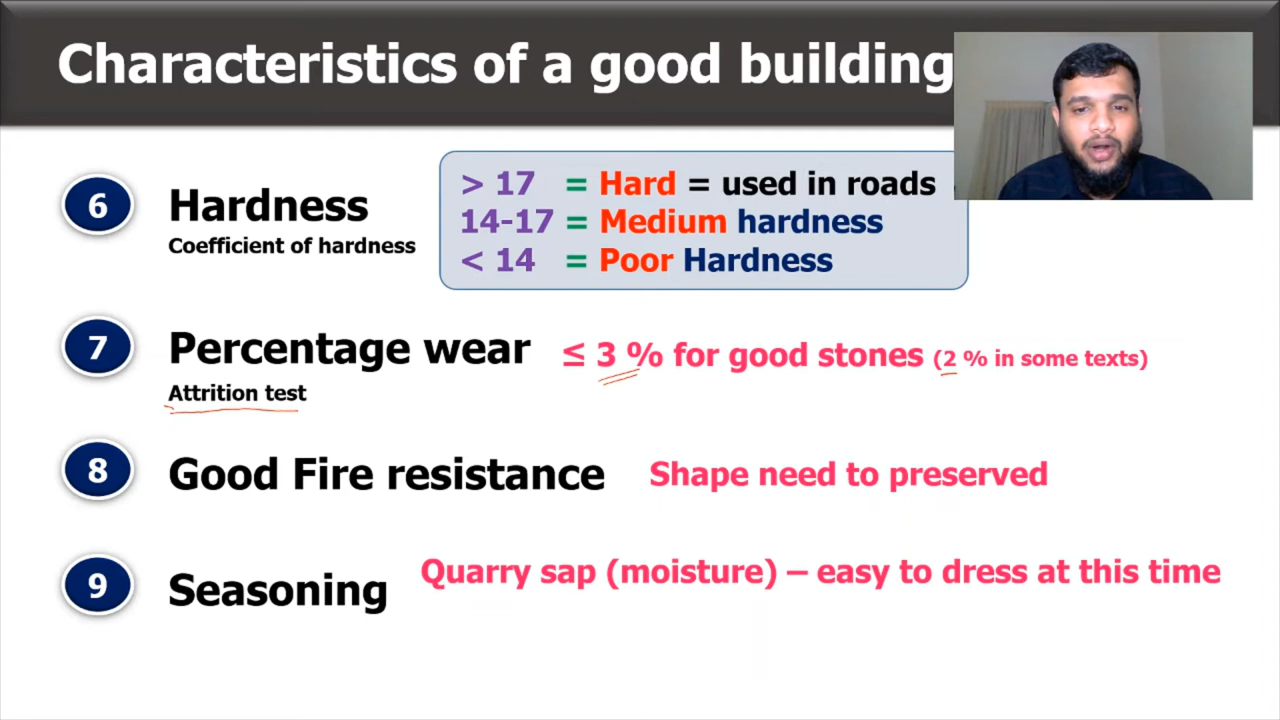 Characteristics of a good building
6
Hardness
Coefficient of hardness
> 17 = Hard = used in roads
14-17 = Medium hardness
< 14 = Poor Hardness
7
Percentage wear
≤ 3 % for good stones (2 % in some texts)
Attrition test
8
Good Fire resistance
Shape need to preserved
9
Seasoning
Quarry sap (moisture) – easy to dress at this time